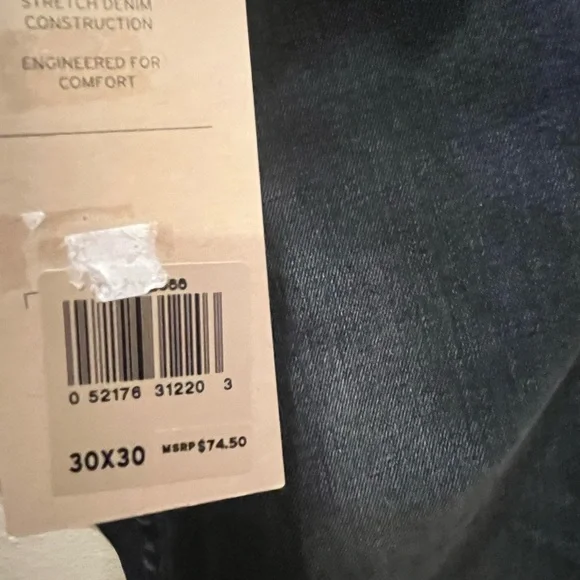 STRETCH DENIM
CONSTRUCTION
ENGINEERED FOR
COMFORT
0 52176 31220 3
30X30 MSRP $74.50